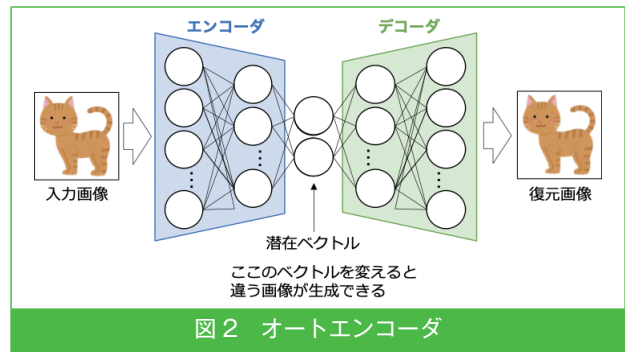 エンコーダ
デコーダ
入力画像
復元画像
潜在ベクトル
ここのベクトルを変えると
違う画像が生成できる
図2 オートエンコーダ